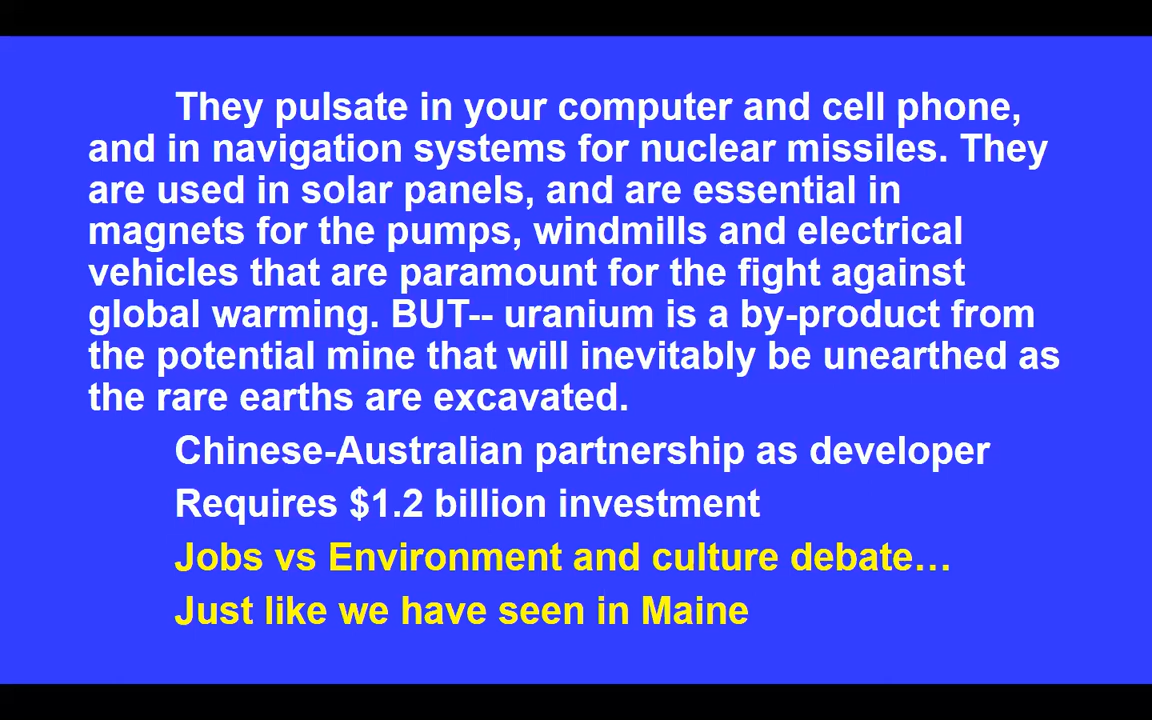 They pulsate in your computer and cell phone,
and in navigation systems for nuclear missiles. They
are used in solar panels, and are essential in
magnets for the pumps, windmills and electrical
vehicles that are paramount for the fight against
global warming. BUT-- uranium is a by-product from
the potential mine that will inevitably be unearthed as
the rare earths are excavated.
Chinese-Australian partnership as developer
Requires $1.2 billion investment
Jobs vs Environment and culture debate…
Just like we have seen in Maine